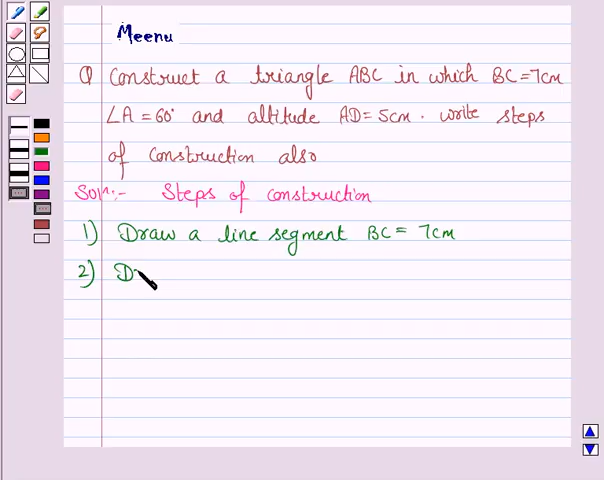 Meenu
Q Construct a triangle ABC in which BC = 7cm
∠A = 60° and altitude AD = 5cm. write steps
of construction also
Solⁿ:- Steps of construction
1) Draw a line segment BC = 7cm
2) D